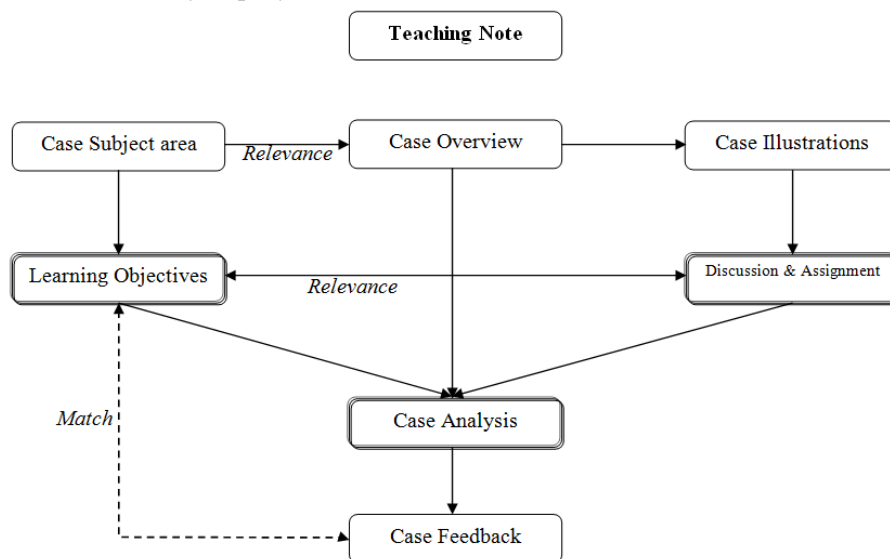 Teaching Note
Case Subject area
Relevance
Case Overview
Case Illustrations
Learning Objectives
Relevance
Discussion & Assignment
Match
Case Analysis
Case Feedback